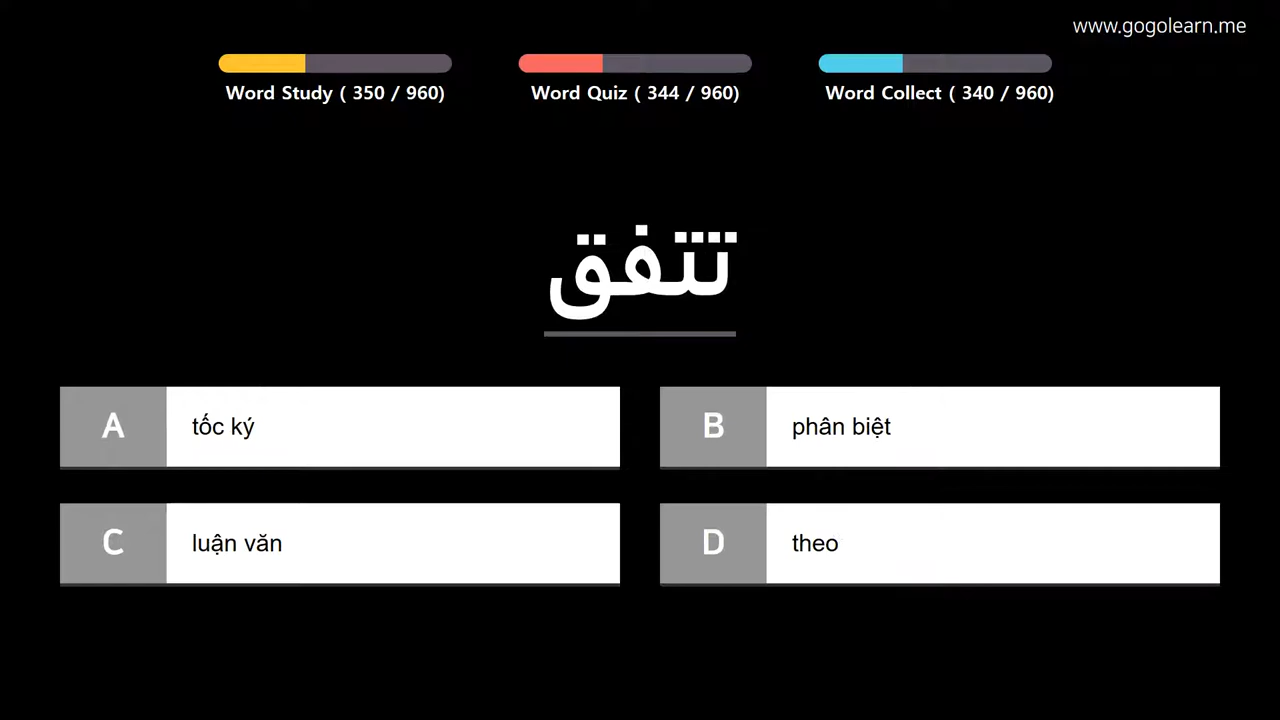 www.gogolearn.me
Word Study ( 350 / 960)
Word Quiz ( 344 / 960)
Word Collect ( 340 / 960)
تتفق
A tốc ký
B phân biệt
C luận văn
D theo